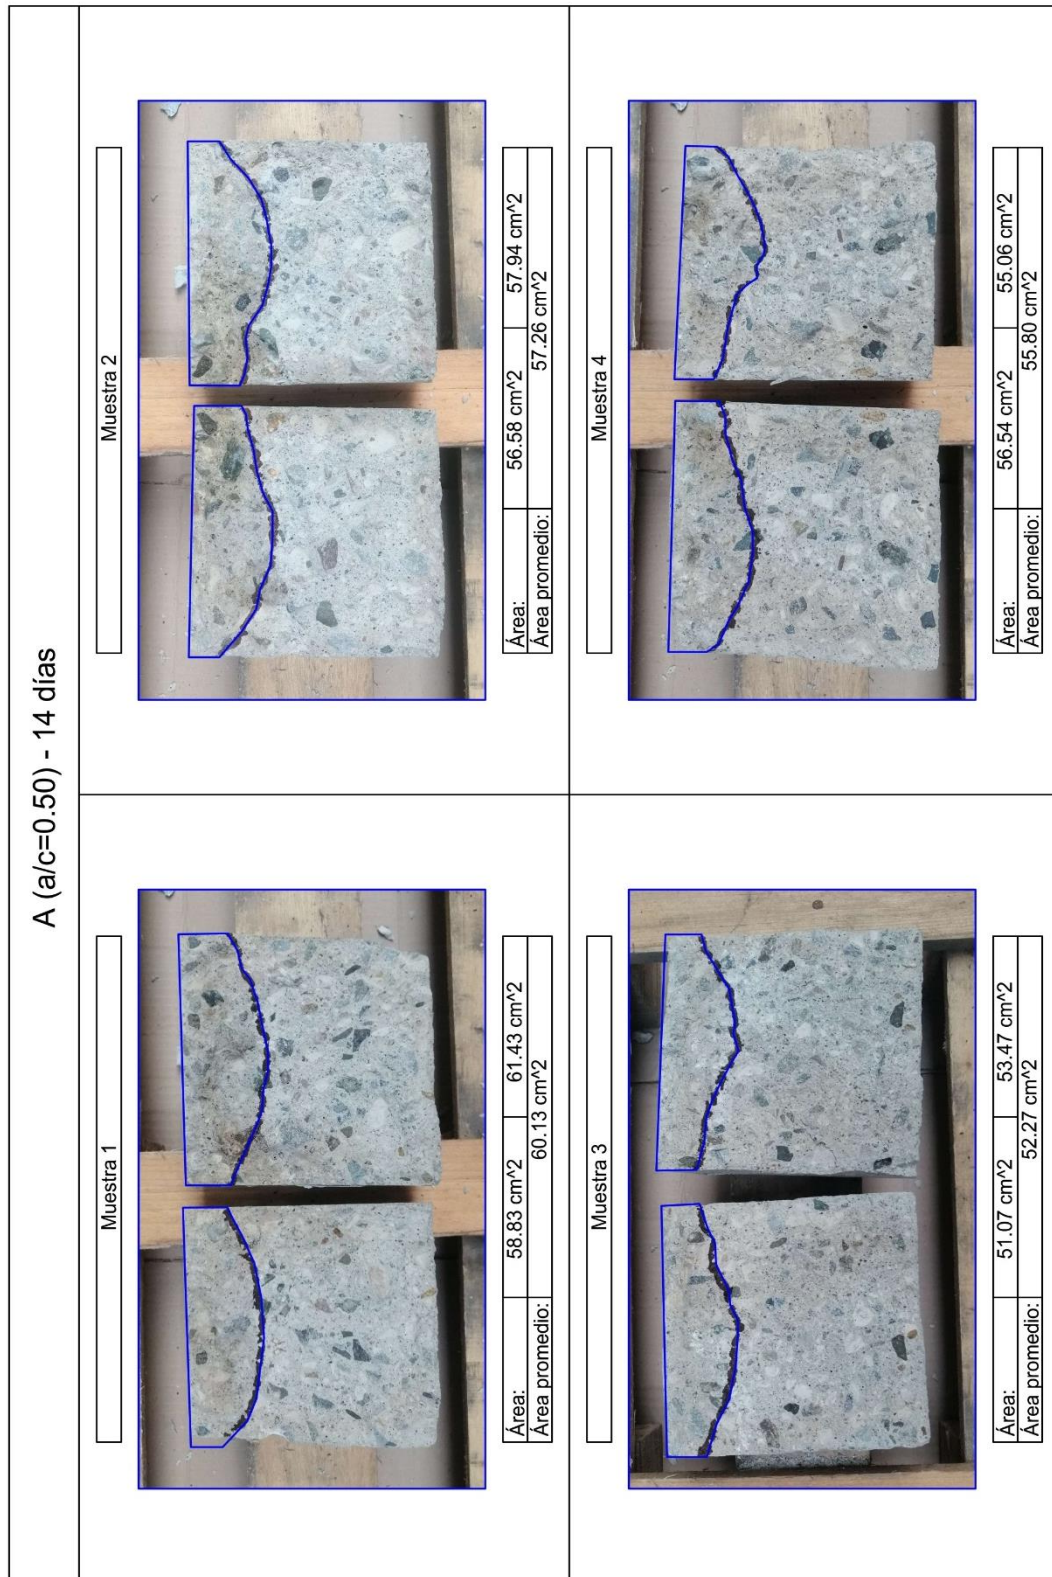 A (a/c=0.50) - 14 días
Muestra 1
Área: 58.83 cm^2 61.43 cm^2
Área promedio: 60.13 cm^2
Muestra 2
Área: 56.58 cm^2 57.94 cm^2
Área promedio: 57.26 cm^2
Muestra 3
Área: 51.07 cm^2 53.47 cm^2
Área promedio: 52.27 cm^2
Muestra 4
Área: 56.54 cm^2 55.06 cm^2
Área promedio: 55.80 cm^2